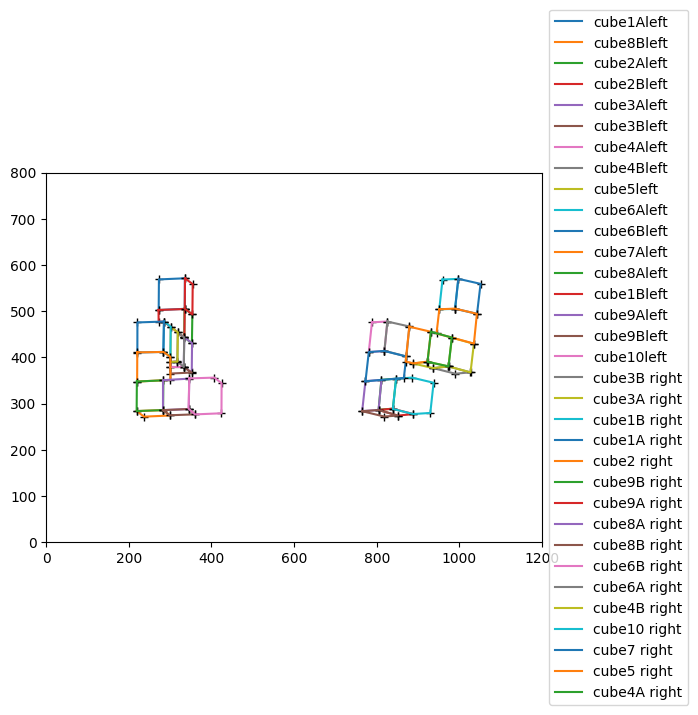 cube1Aleft
cube8Bleft
cube2Aleft
cube2Bleft
cube3Aleft
cube3Bleft
cube4Aleft
cube4Bleft
cube5left
cube6Aleft
cube6Bleft
cube7Aleft
cube8Aleft
cube1Bleft
cube9Aleft
cube9Bleft
cube10left
cube3B right
cube3A right
cube1B right
cube1A right
cube2 right
cube9B right
cube9A right
cube8A right
cube8B right
cube6B right
cube6A right
cube4B right
cube10 right
cube7 right
cube5 right
cube4A right
800
700
600
500
400
300
200
100
0
0 200 400 600 800 1000 1200